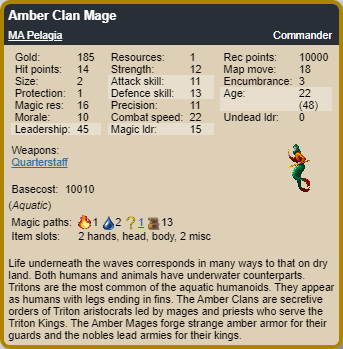 Amber Clan Mage
MA Pelagia Commander
Gold: 185 Resources: 1 Rec points: 10000
Hit points: 14 Strength: 12 Map move: 18
Size: 2 Attack skill: 11 Encumbrance: 3
Protection: 1 Defence skill: 13 Age: 22
Magic res: 16 Precision: 11 (48)
Morale: 10 Combat speed: 22 Undead ldr: 0
Leadership: 45 Magic ldr: 15
Weapons:
Quarterstaff
Basecost: 10010
(Aquatic)
Magic paths: 1 2 ?1 13
Item slots: 2 hands, head, body, 2 misc
Life underneath the waves corresponds in many ways to that on dry
land. Both humans and animals have underwater counterparts.
Tritons are the most common of the aquatic humanoids. They appear
as humans with legs ending in fins. The Amber Clans are secretive
orders of Triton aristocrats led by mages and priests who serve the
Triton Kings. The Amber Mages forge strange amber armor for their
guards and the nobles lead armies for their kings.